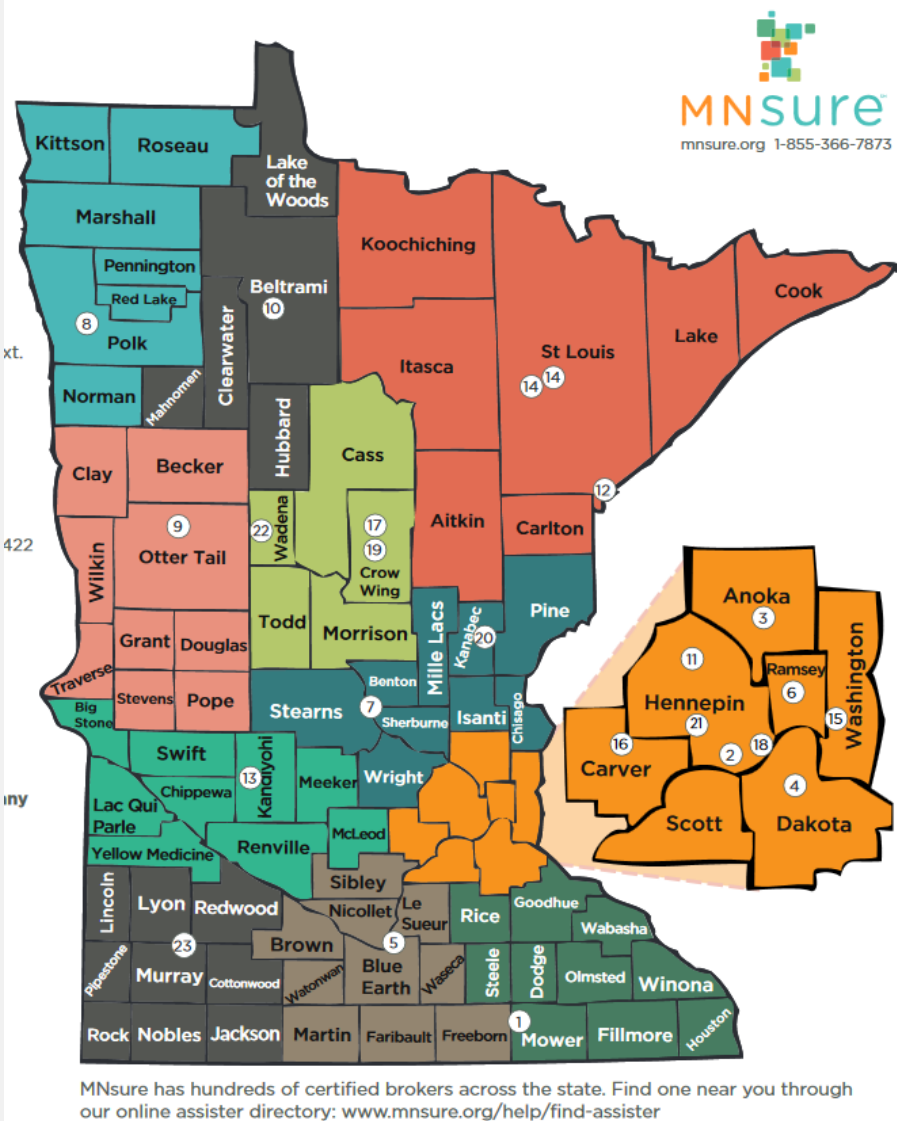 MNsure
mnsure.org 1-855-366-7873
Kittson
Roseau
Lake
of the
Woods
Marshall
Koochiching
Pennington
Beltrami
10
Cook
Red Lake
8
Polk
Clearwater
St Louis
14
14
Lake
xt.
Itasca
Norman
Mahnomen
Hubbard
Cass
Clay
Becker
12
9
Otter Tail
22
Wadena
17
19
Crow
Wing
Aitkin
Carlton
422
Wilkin
Todd
Morrison
Mille Lacs
Kanabec
20
Pine
Anoka
3
Grant
Douglas
Traverse
Stevens
Pope
Benton
11
Ramsey
6
Washington
Big
Stone
Stearns
7
Sherburne
Isanti
Chisago
Hennepin
21
15
Swift
Kandiyohi
13
Meeker
Wright
16
Carver
2
18
Chippewa
4
any
Lac Qui
Parle
Renville
McLeod
Scott
Dakota
Yellow Medicine
Sibley
Lincoln
Lyon
Redwood
Nicollet
Le
Sueur
Rice
Goodhue
Wabasha
23
Brown
5
Pipestone
Murray
Cottonwood
Watonwan
Blue
Earth
Waseca
Steele
Dodge
Olmsted
Winona
Rock
Nobles
Jackson
Martin
Faribault
Freeborn
1
Mower
Fillmore
Houston
MNsure has hundreds of certified brokers across the state. Find one near you through
our online assister directory: www.mnsure.org/help/find-assister